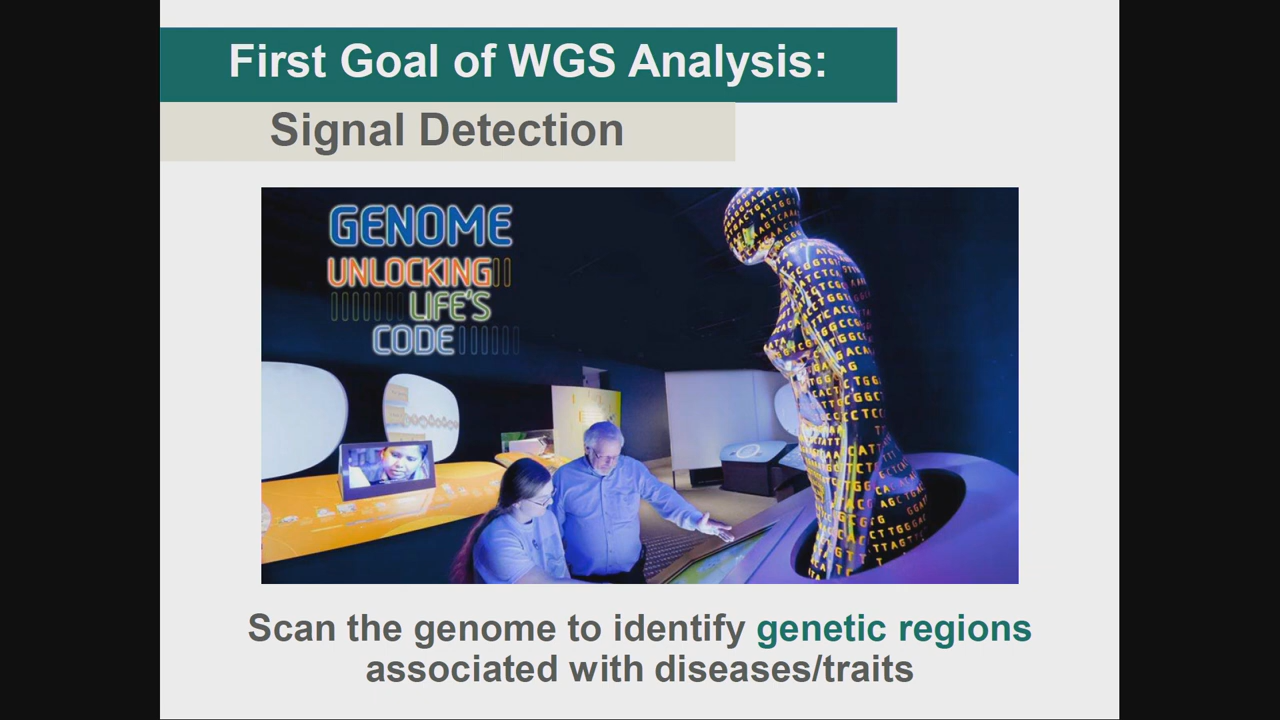 First Goal of WGS Analysis:
Signal Detection
GENOME
UNLOCKING
LIFE'S
CODE
Scan the genome to identify genetic regions
associated with diseases/traits